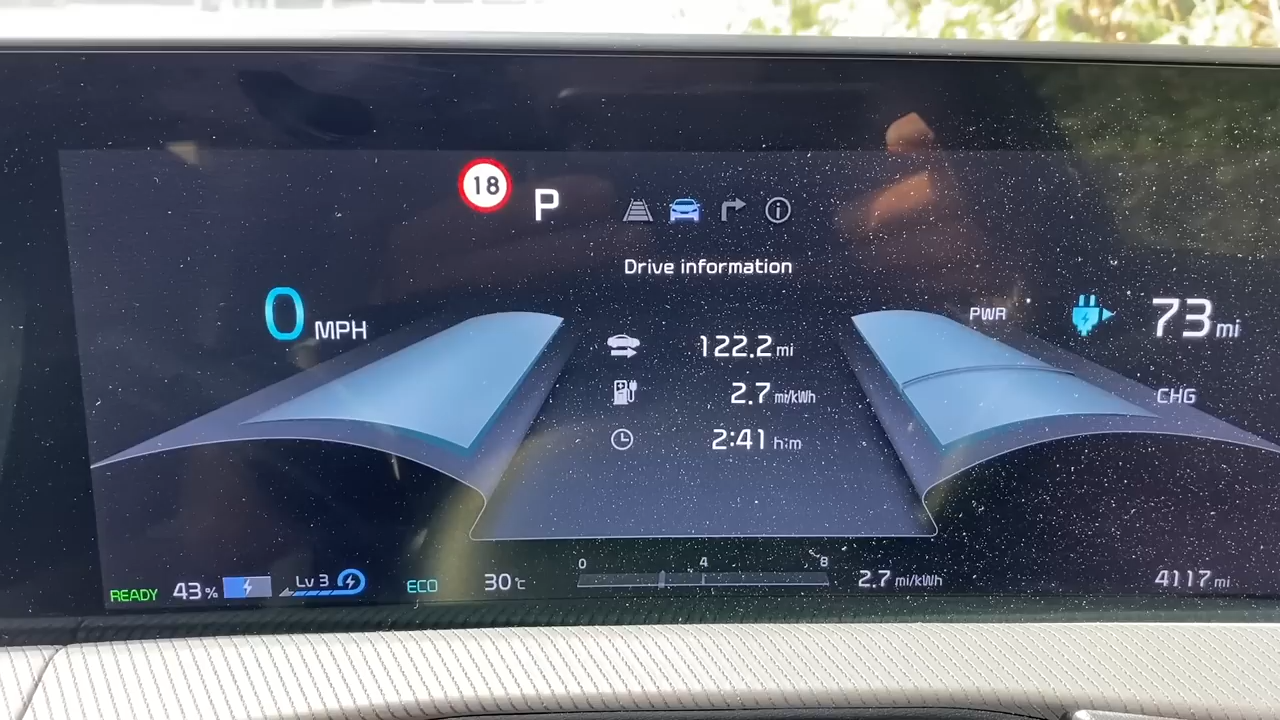 18
P
Drive information
0 MPH
PWR
73 mi
122.2 mi
2.7 mi/kWh
CHG
2:41 h:m
0 4 8
READY 43% Lv 3 ECO 30°C 2.7 mi/kWh 4117 mi